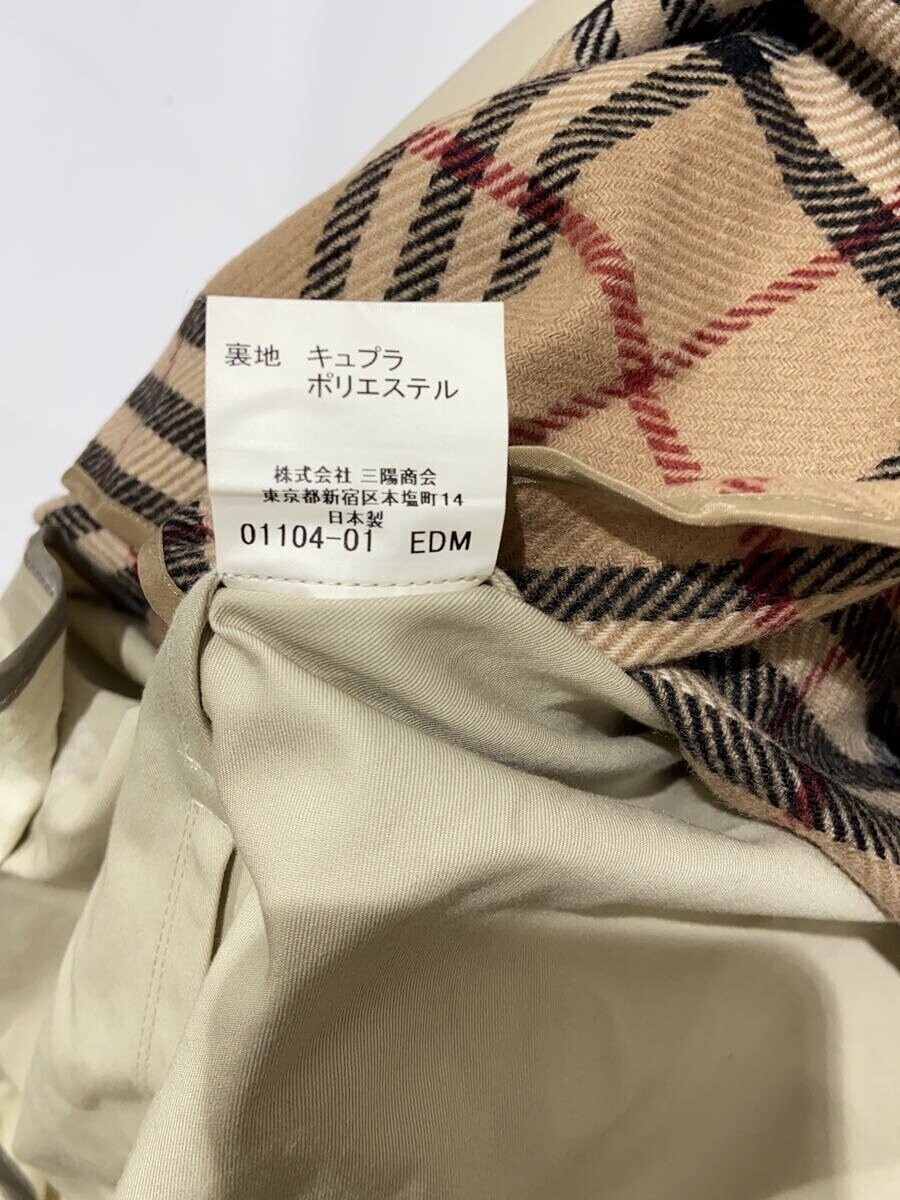 裏地　キュプラ
ポリエステル
株式会社 三陽商会
東京都新宿区本塩町14
日本製
01104-01 EDM